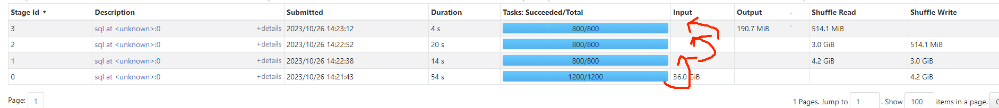 Stage Id ▾ Description Submitted Duration Tasks: Succeeded/Total Input Output Shuffle Read Shuffle Write
3 sql at <unknown>:0 +details 2023/10/26 14:23:12 4 s 800/800 190.7 MiB 514.1 MiB
2 sql at <unknown>:0 +details 2023/10/26 14:22:52 20 s 800/800 3.0 GiB 514.1 MiB
1 sql at <unknown>:0 +details 2023/10/26 14:22:38 14 s 800/800 4.2 GiB 3.0 GiB
0 sql at <unknown>:0 +details 2023/10/26 14:21:43 54 s 1200/1200 36.0 GiB 4.2 GiB
Page: 1 1 Pages. Jump to 1 . Show 100 items in a page.